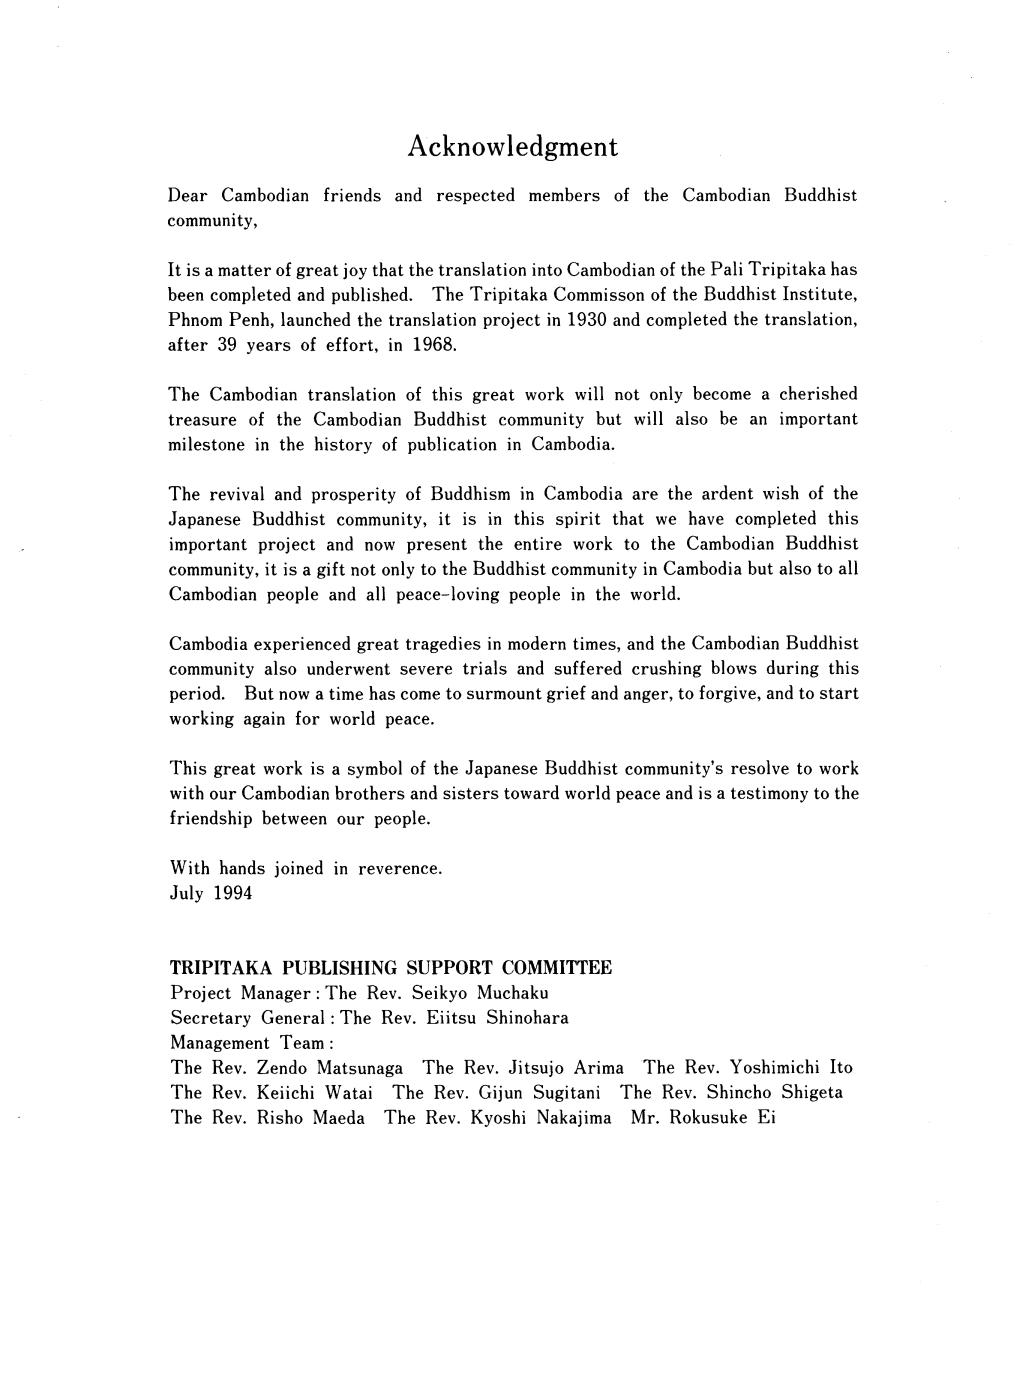 Acknowledgment
Dear Cambodian friends and respected members of the Cambodian Buddhist
community,
It is a matter of great joy that the translation into Cambodian of the Pali Tripitaka has
been completed and published. The Tripitaka Commisson of the Buddhist Institute,
Phnom Penh, launched the translation project in 1930 and completed the translation,
after 39 years of effort, in 1968.
The Cambodian translation of this great work will not only become a cherished
treasure of the Cambodian Buddhist community but will also be an important
milestone in the history of publication in Cambodia.
The revival and prosperity of Buddhism in Cambodia are the ardent wish of the
Japanese Buddhist community, it is in this spirit that we have completed this
important project and now present the entire work to the Cambodian Buddhist
community, it is a gift not only to the Buddhist community in Cambodia but also to all
Cambodian people and all peace-loving people in the world.
Cambodia experienced great tragedies in modern times, and the Cambodian Buddhist
community also underwent severe trials and suffered crushing blows during this
period. But now a time has come to surmount grief and anger, to forgive, and to start
working again for world peace.
This great work is a symbol of the Japanese Buddhist community's resolve to work
with our Cambodian brothers and sisters toward world peace and is a testimony to the
friendship between our people.
With hands joined in reverence.
July 1994
TRIPITAKA PUBLISHING SUPPORT COMMITTEE
Project Manager : The Rev. Seikyo Muchaku
Secretary General : The Rev. Eiitsu Shinohara
Management Team :
The Rev. Zendo Matsunaga The Rev. Jitsujo Arima The Rev. Yoshimichi Ito
The Rev. Keiichi Watai The Rev. Gijun Sugitani The Rev. Shincho Shigeta
The Rev. Risho Maeda The Rev. Kyoshi Nakajima Mr. Rokusuke Ei